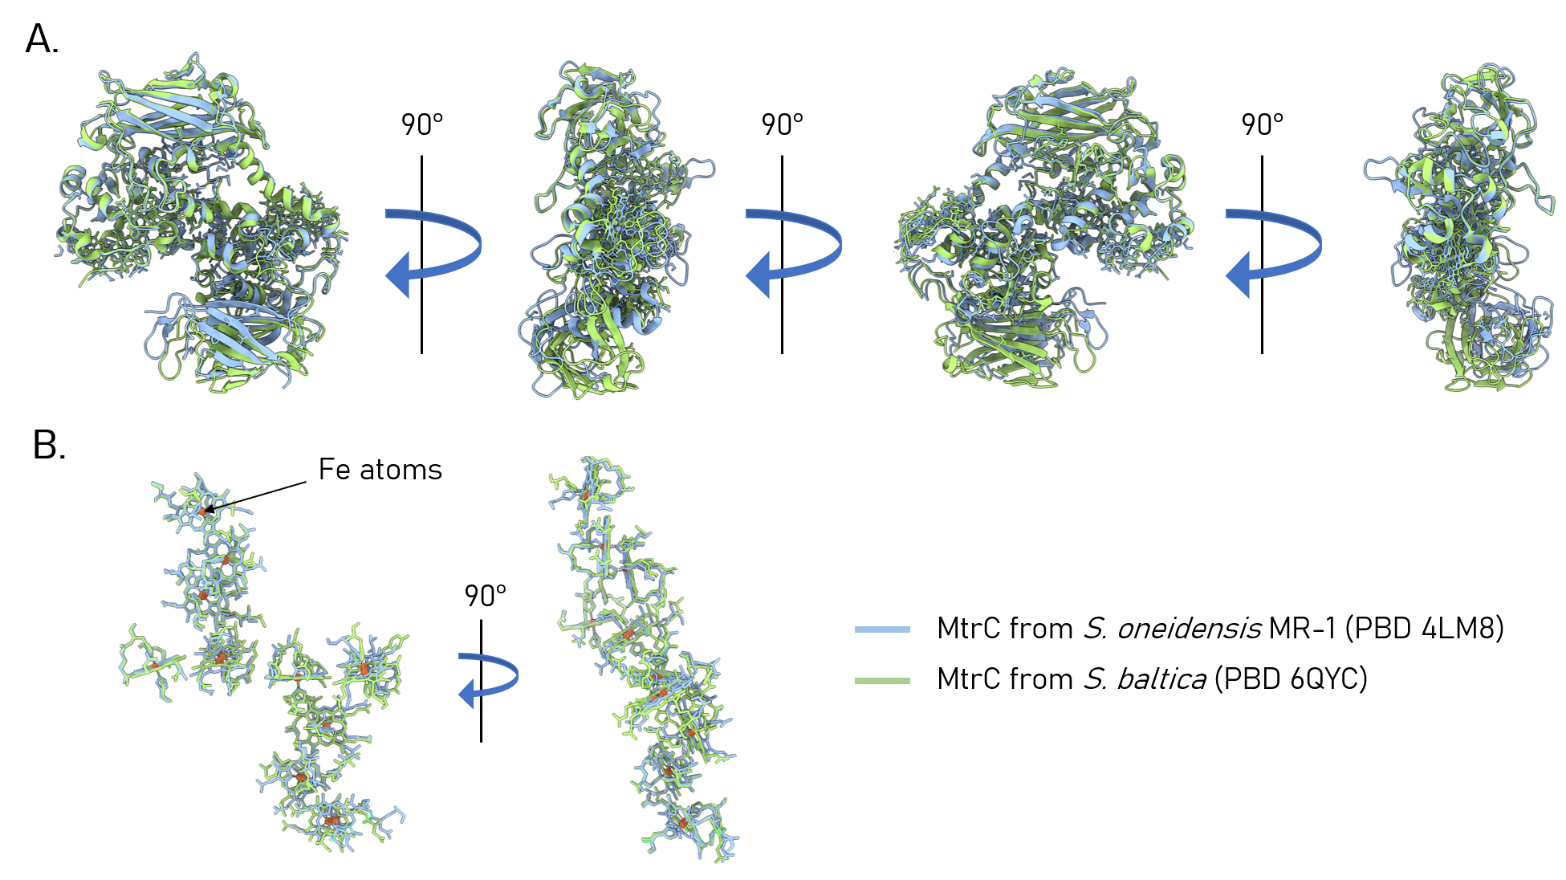 A.
90°
90°
90°
B.
Fe atoms
90°
MtrC from S. oneidensis MR-1 (PBD 4LM8)
MtrC from S. baltica (PBD 6QYC)